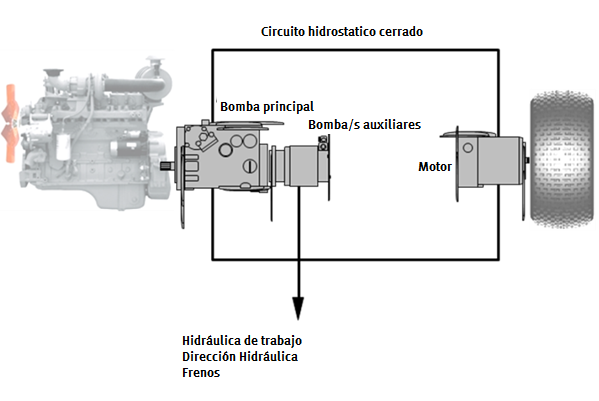 Circuito hidrostatico cerrado
Bomba principal
Bomba/s auxiliares
Motor
Hidráulica de trabajo
Dirección Hidráulica
Frenos